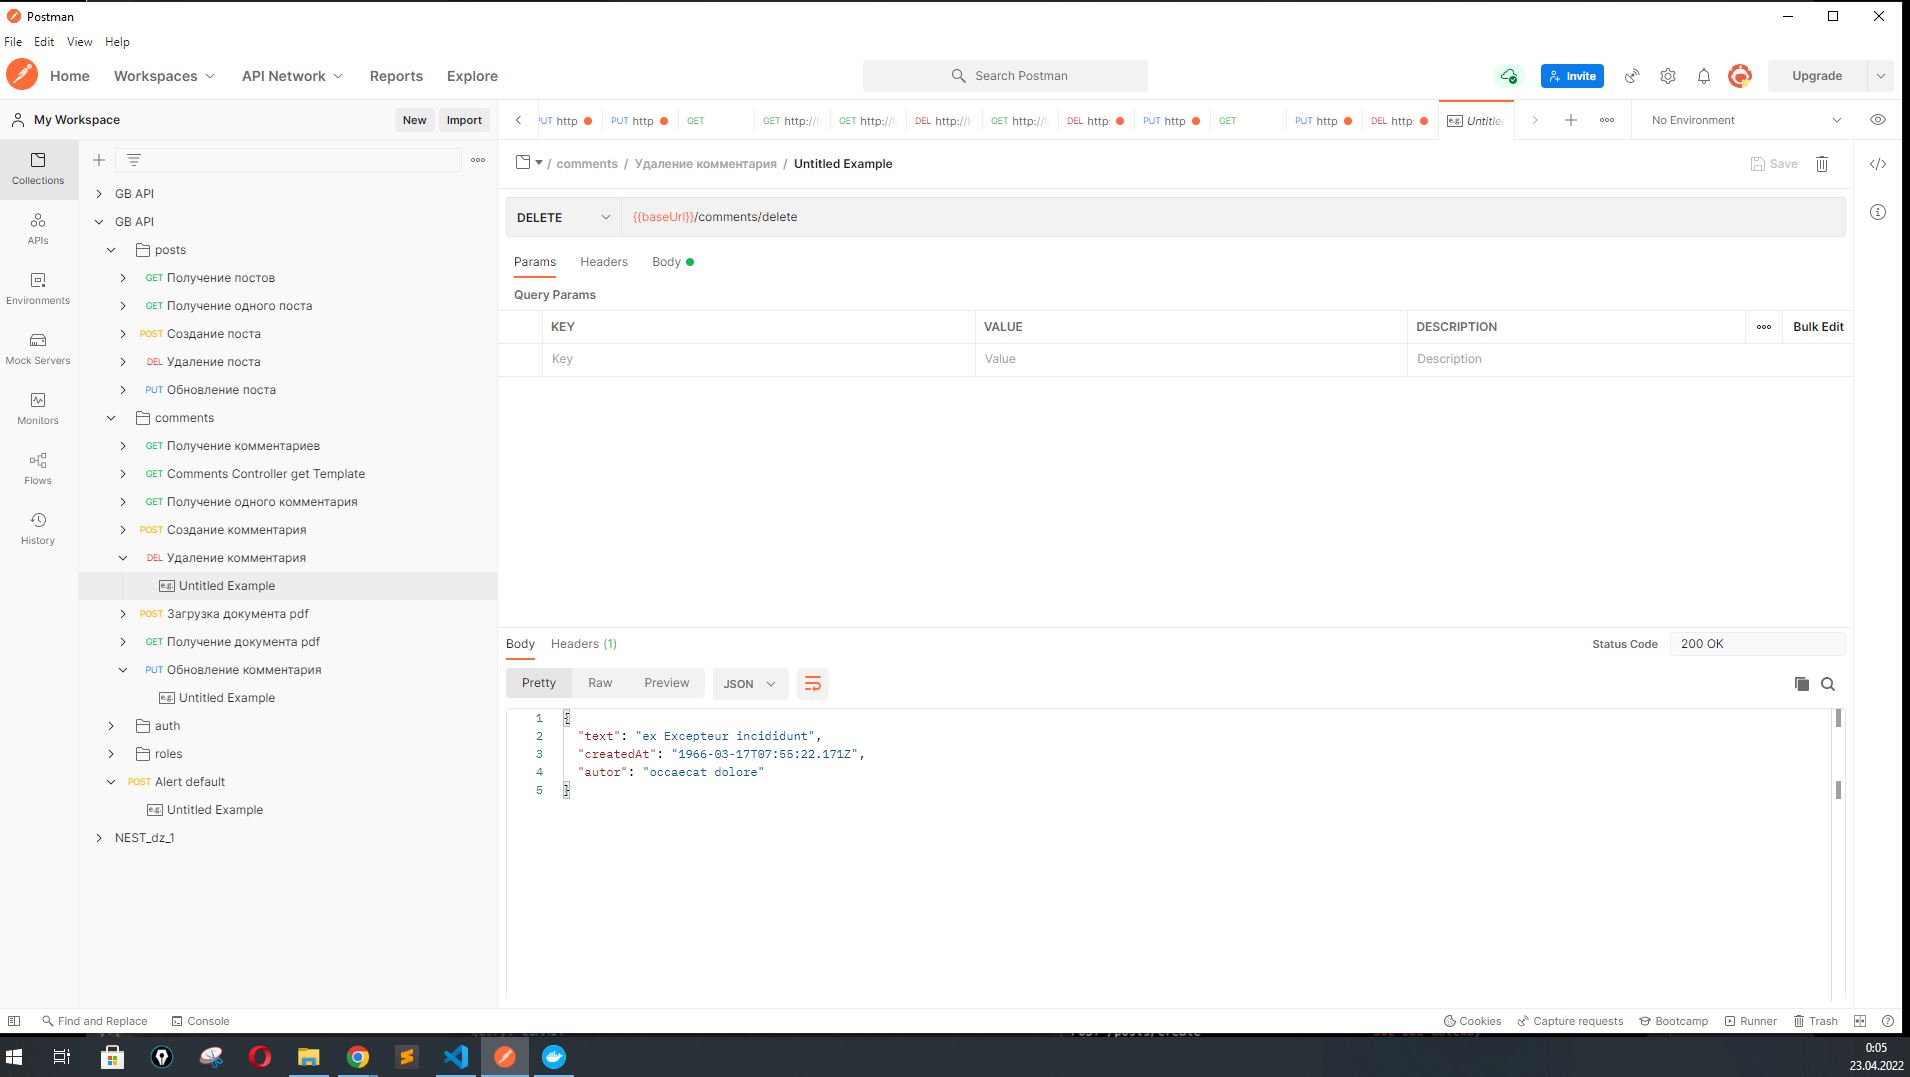 Postman
File Edit View Help
Home Workspaces API Network Reports Explore
Search Postman
Invite
Upgrade
My Workspace
New Import
PUT http
PUT http
GET
GET http://
GET http://
DEL http://
GET http://
DEL http:
PUT http
GET
PUT http
DEL http:
e.g. Untitle
No Environment
Collections
APIs
Environments
Mock Servers
Monitors
Flows
History
GB API
GB API
posts
GET Получение постов
GET Получение одного поста
POST Создание поста
DEL Удаление поста
PUT Обновление поста
comments
GET Получение комментариев
GET Comments Controller get Template
GET Получение одного комментария
POST Создание комментария
DEL Удаление комментария
e.g. Untitled Example
POST Загрузка документа pdf
GET Получение документа pdf
PUT Обновление комментария
e.g. Untitled Example
auth
roles
POST Alert default
e.g. Untitled Example
NEST_dz_1
/ comments / Удаление комментария / Untitled Example
Save
DELETE {{baseUrl}}/comments/delete
Params Headers Body
Query Params
KEY VALUE DESCRIPTION Bulk Edit
Key Value Description
Body Headers (1)
Status Code 200 OK
Pretty Raw Preview JSON
1 {
2 "text": "ex Excepteur incididunt",
3 "createdAt": "1966-03-17T07:55:22.171Z",
4 "autor": "occaecat dolore"
5 }
Find and Replace Console
Cookies Capture requests Bootcamp Runner Trash
0:05
23.04.2022